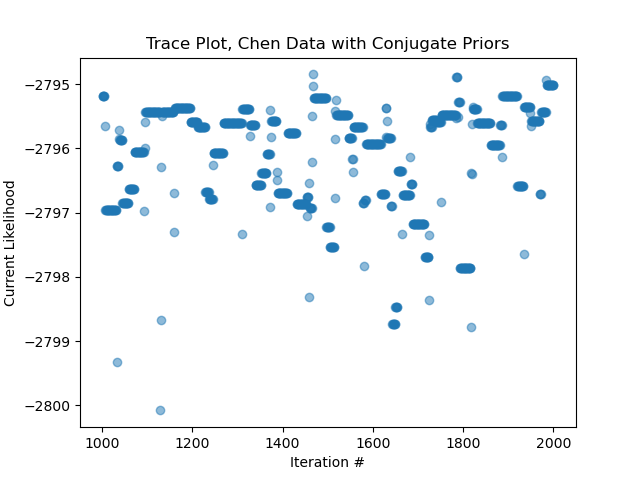 Trace Plot, Chen Data with Conjugate Priors
−2795
−2796
−2797
−2798
−2799
−2800
Current Likelihood
1000 1200 1400 1600 1800 2000
Iteration #